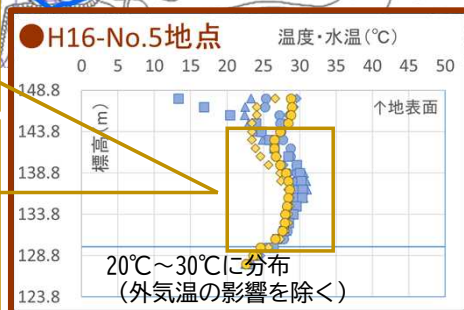 ●H16-No.5地点
温度・水温(℃)
0 5 10 15 20 25 30 35 40 45 50
148.8
↑地表面
143.8
標高(m)
138.8
133.8
128.8
20℃～30℃に分布
（外気温の影響を除く）
123.8